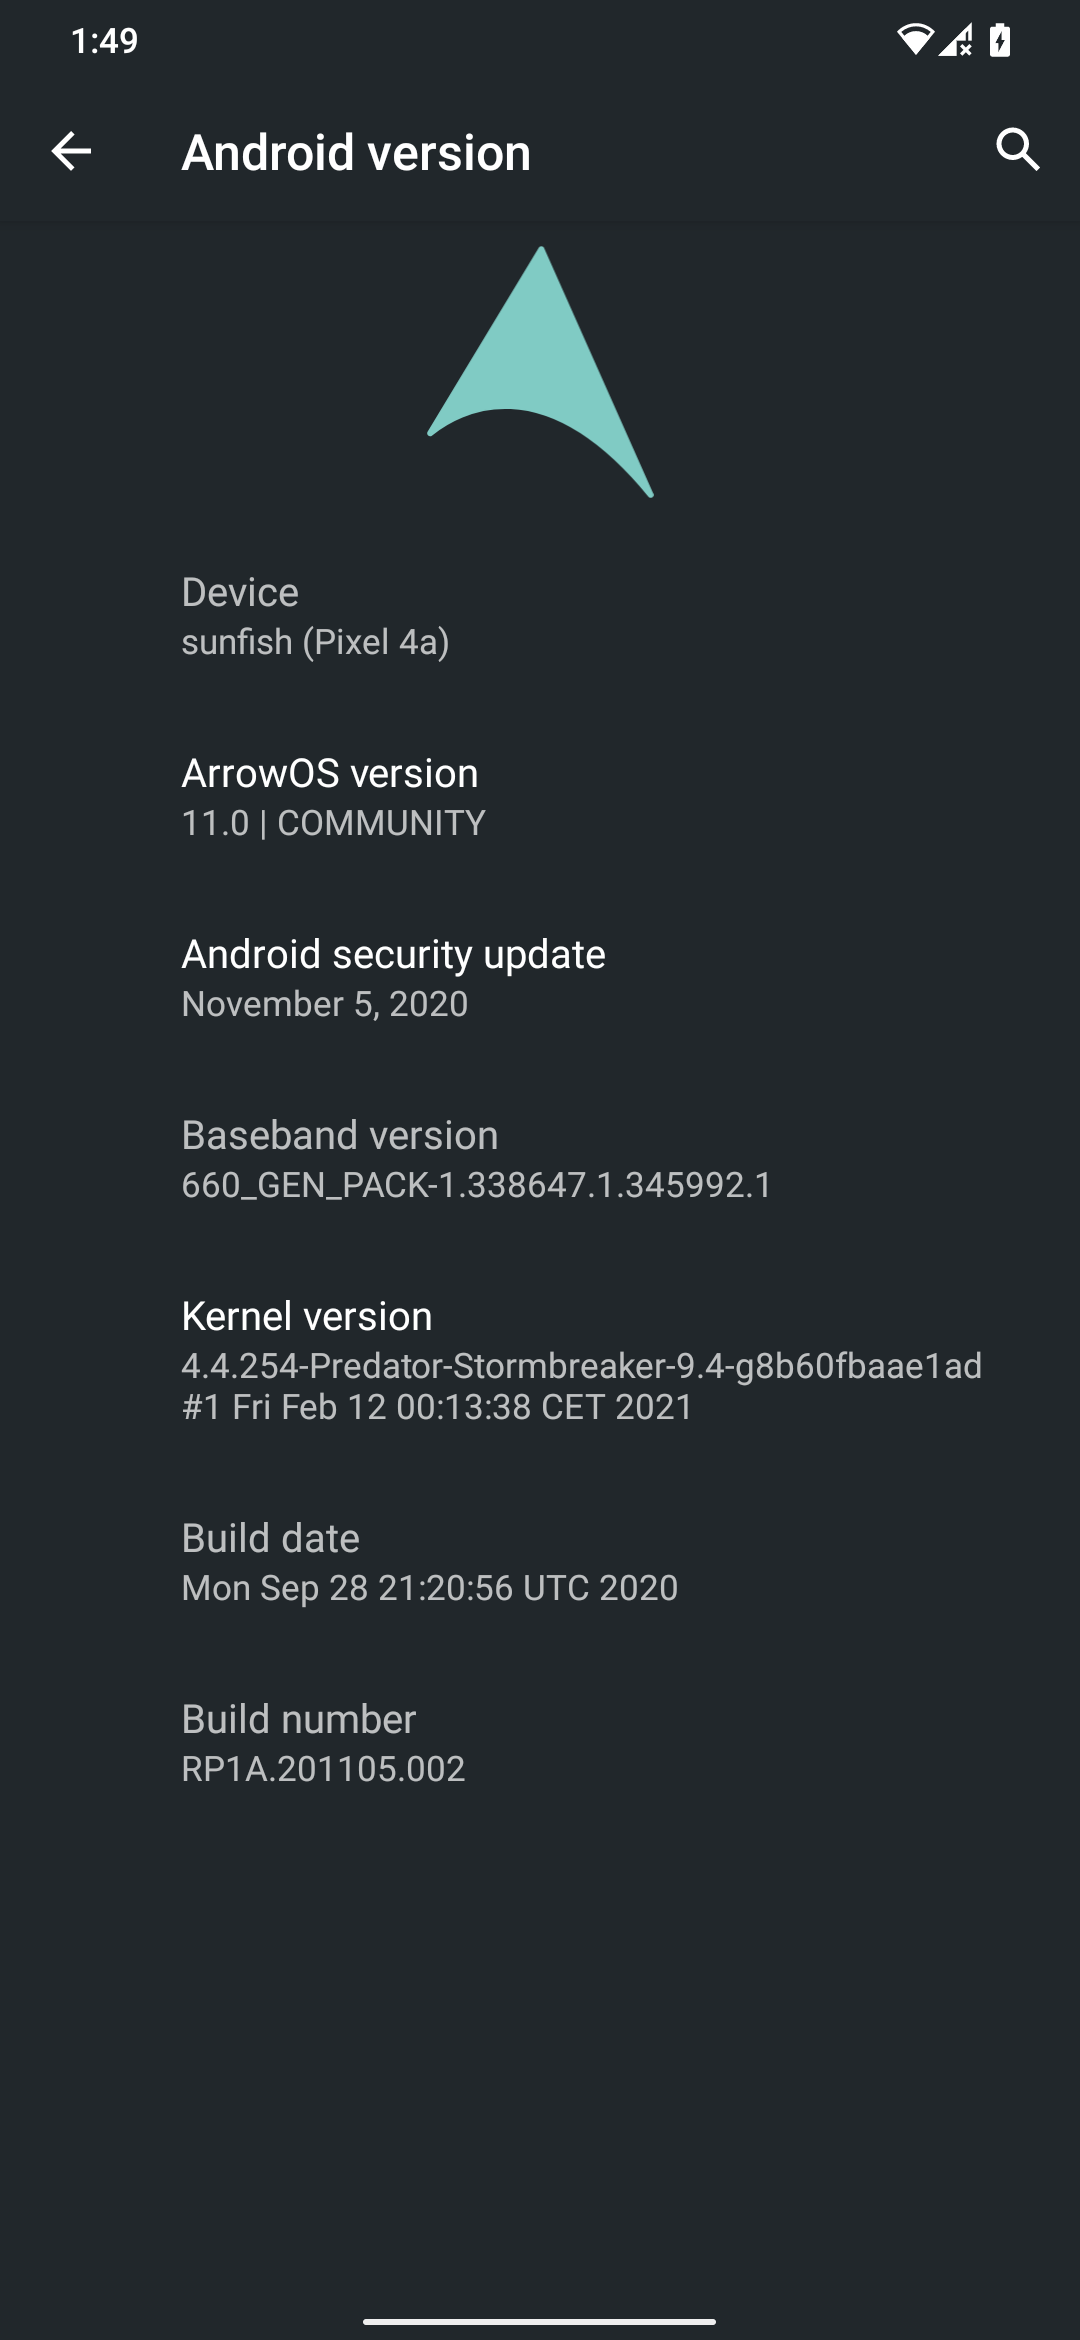 1:49
Android version
Device
sunfish (Pixel 4a)
ArrowOS version
11.0 | COMMUNITY
Android security update
November 5, 2020
Baseband version
660_GEN_PACK-1.338647.1.345992.1
Kernel version
4.4.254-Predator-Stormbreaker-9.4-g8b60fbaae1ad
#1 Fri Feb 12 00:13:38 CET 2021
Build date
Mon Sep 28 21:20:56 UTC 2020
Build number
RP1A.201105.002